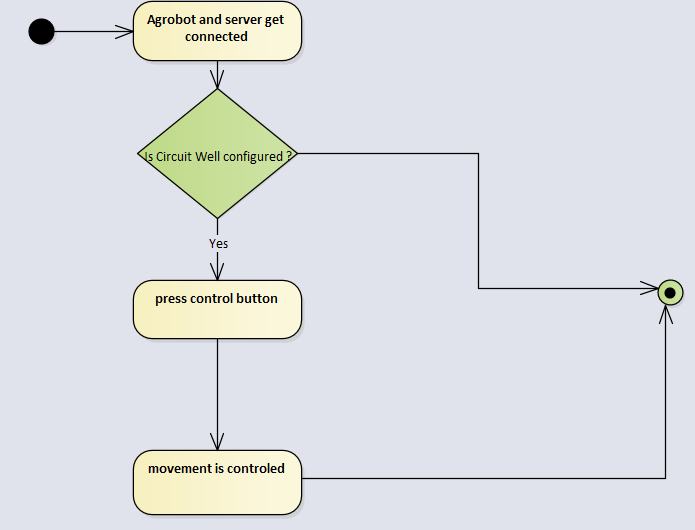 Agrobot and server get
connected
Is Circuit Well configured ?
Yes
press control button
movement is controled